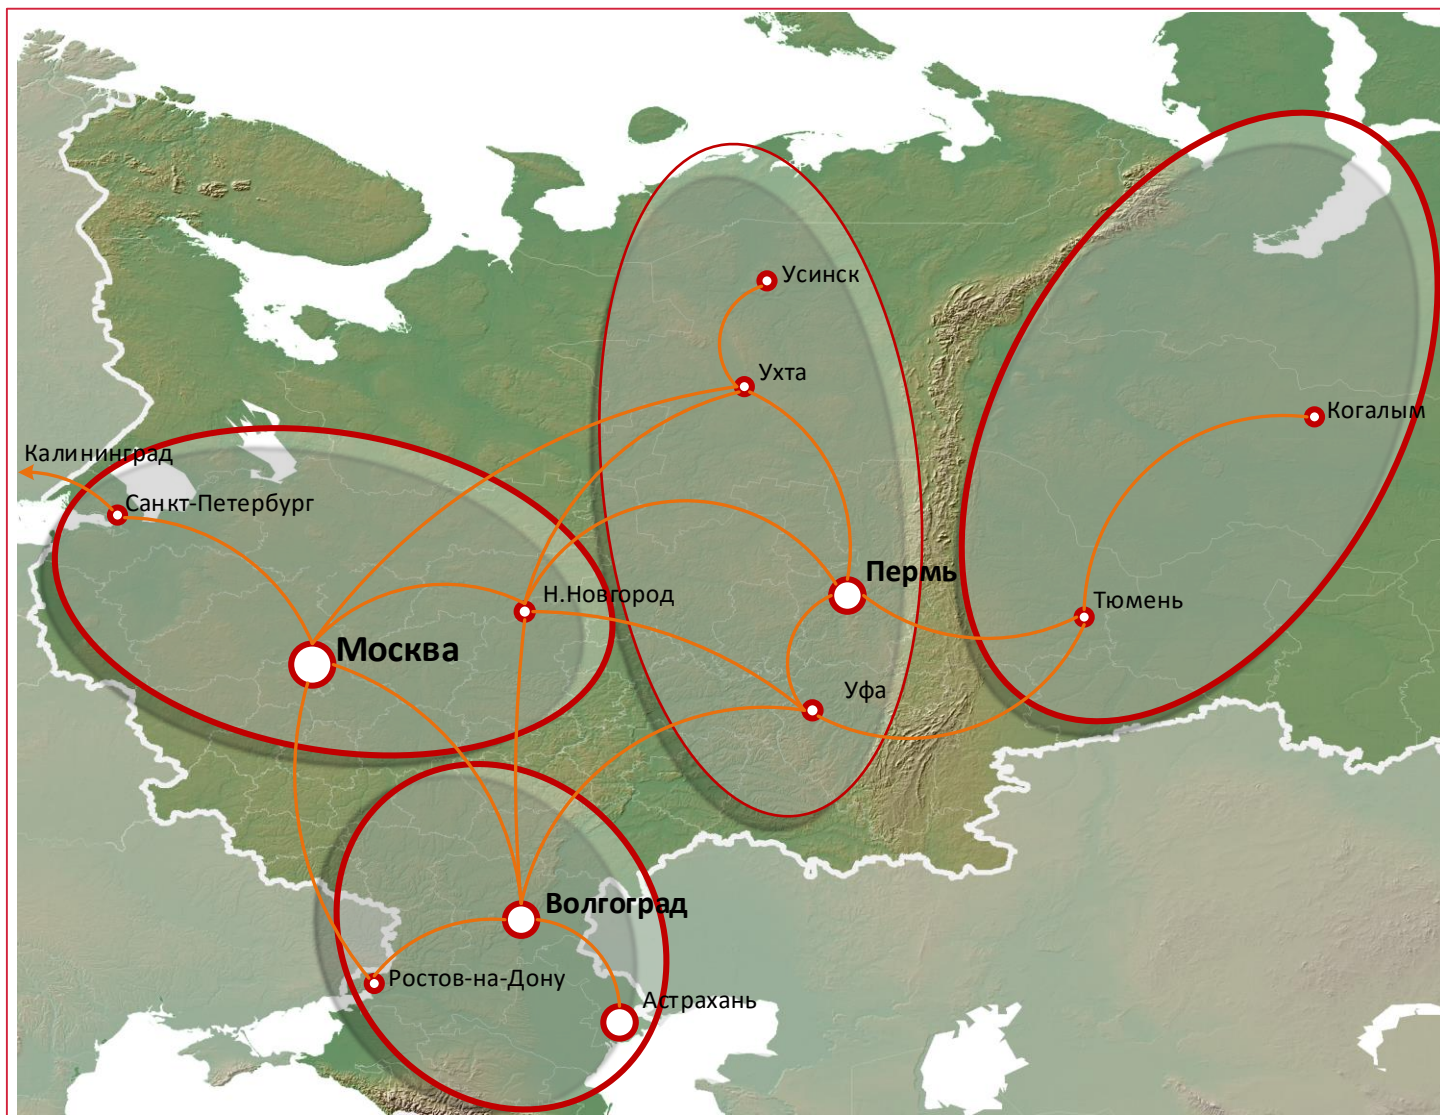 Усинск
Ухта
Когалым
Калининград
Санкт-Петербург
Пермь
Н.Новгород
Тюмень
Москва
Уфа
Волгоград
Ростов-на-Дону
Астрахань